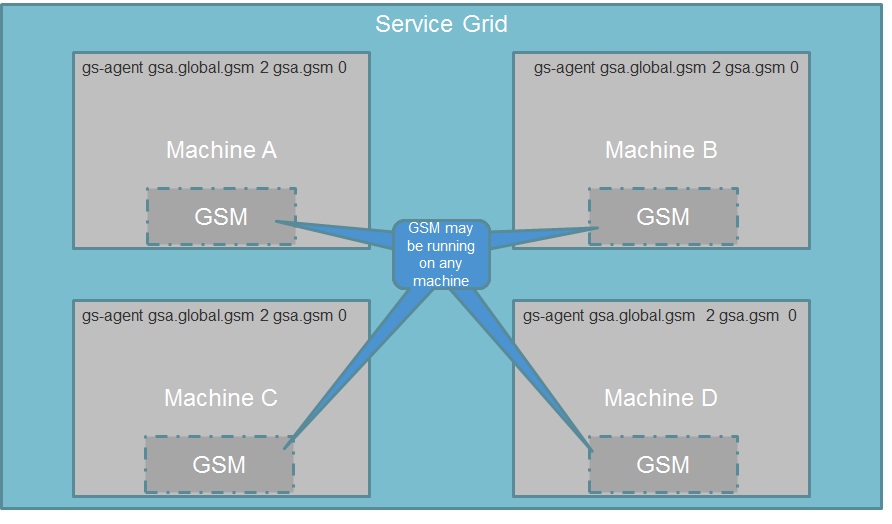 Service Grid
gs-agent gsa.global.gsm 2 gsa.gsm 0
Machine A
GSM
gs-agent gsa.global.gsm 2 gsa.gsm 0
Machine B
GSM
GSM may
be running
on any
machine
gs-agent gsa.global.gsm 2 gsa.gsm 0
Machine C
GSM
gs-agent gsa.global.gsm 2 gsa.gsm 0
Machine D
GSM